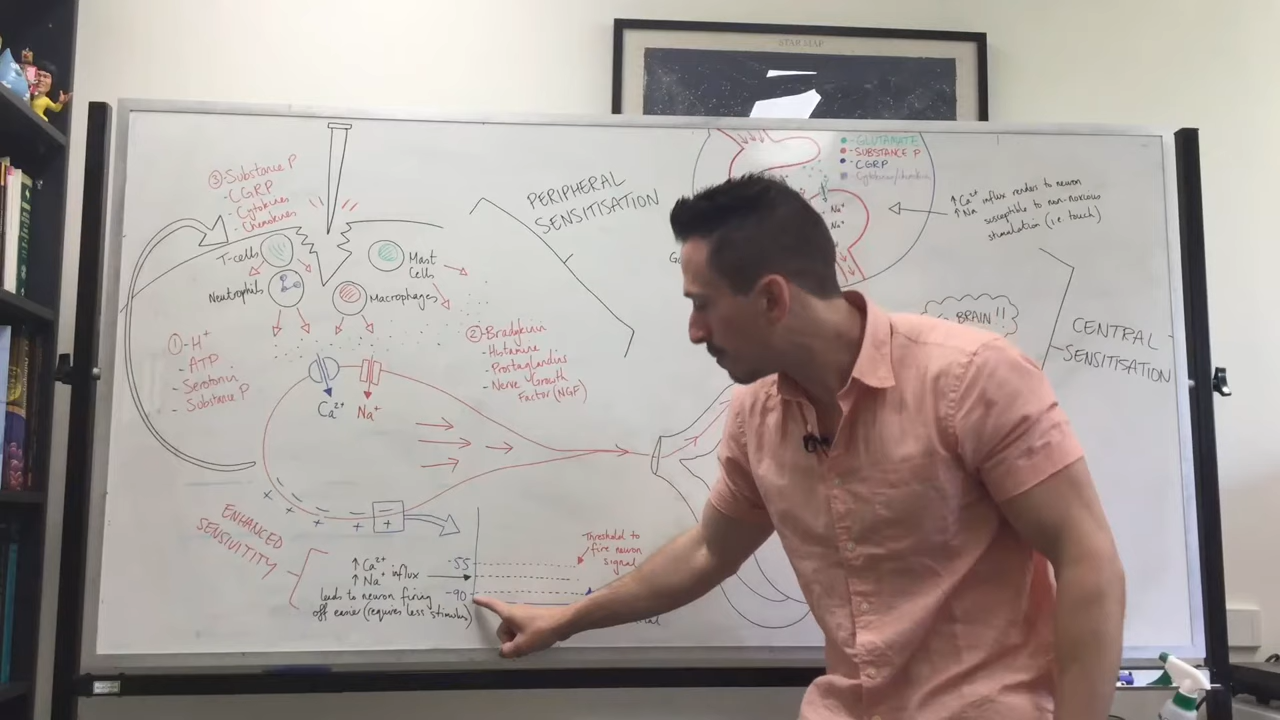 STAR MAP
③-Substance P
-CGRP
-Cytokines
-Chemokines
T-cells
Neutrophils
Mast
Cells
Macrophages
①-H⁺
-ATP
-Serotonin
-Substance P
②-Bradykinin
-Histamine
-Prostaglandins
-Nerve Growth
Factor (NGF)
Ca²⁺
Na⁺
PERIPHERAL
SENSITISATION
-GLUTAMATE
-SUBSTANCE P
-CGRP
Na⁺
Na⁺
↑ Ca²⁺ influx renders to neuron
↑ Na susceptible to non-noxious
stimulation (i.e touch)
BRAIN!!
CENTRAL
SENSITISATION
ENHANCED
SENSIVITIY
↑ Ca²⁺
↑ Na⁺ influx
leads to neuron firing
off easier (requires less stimulus)
-55
-90
Threshold to
fire neuron
signal